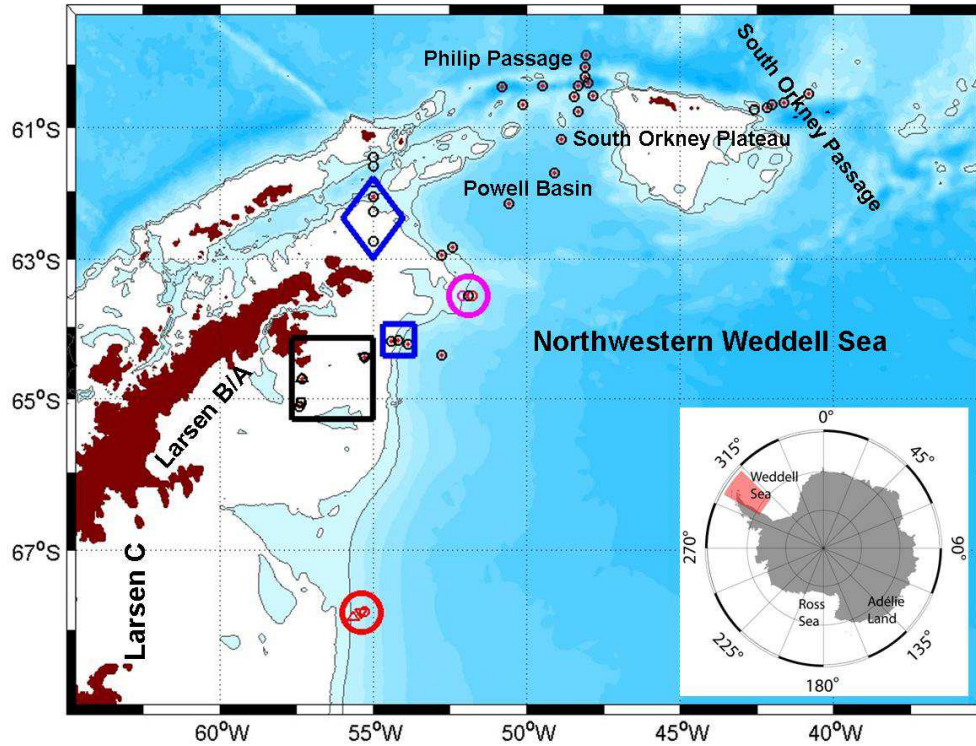 Philip Passage
South Orkney Passage
61°S
South Orkney Plateau
Powell Basin
63°S
Northwestern Weddell Sea
Larsen B/A
65°S
67°S
Larsen C
0°
315°
45°
Weddell
Sea
270°
90°
Ross
Sea
Adélie
Land
225°
135°
180°
60°W
55°W
50°W
45°W
40°W